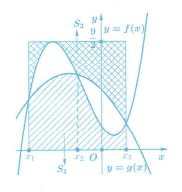 S₂
y
y = f(x)
9/2
x₁
x₂
O
x₃
x
S₁
y = g(x)